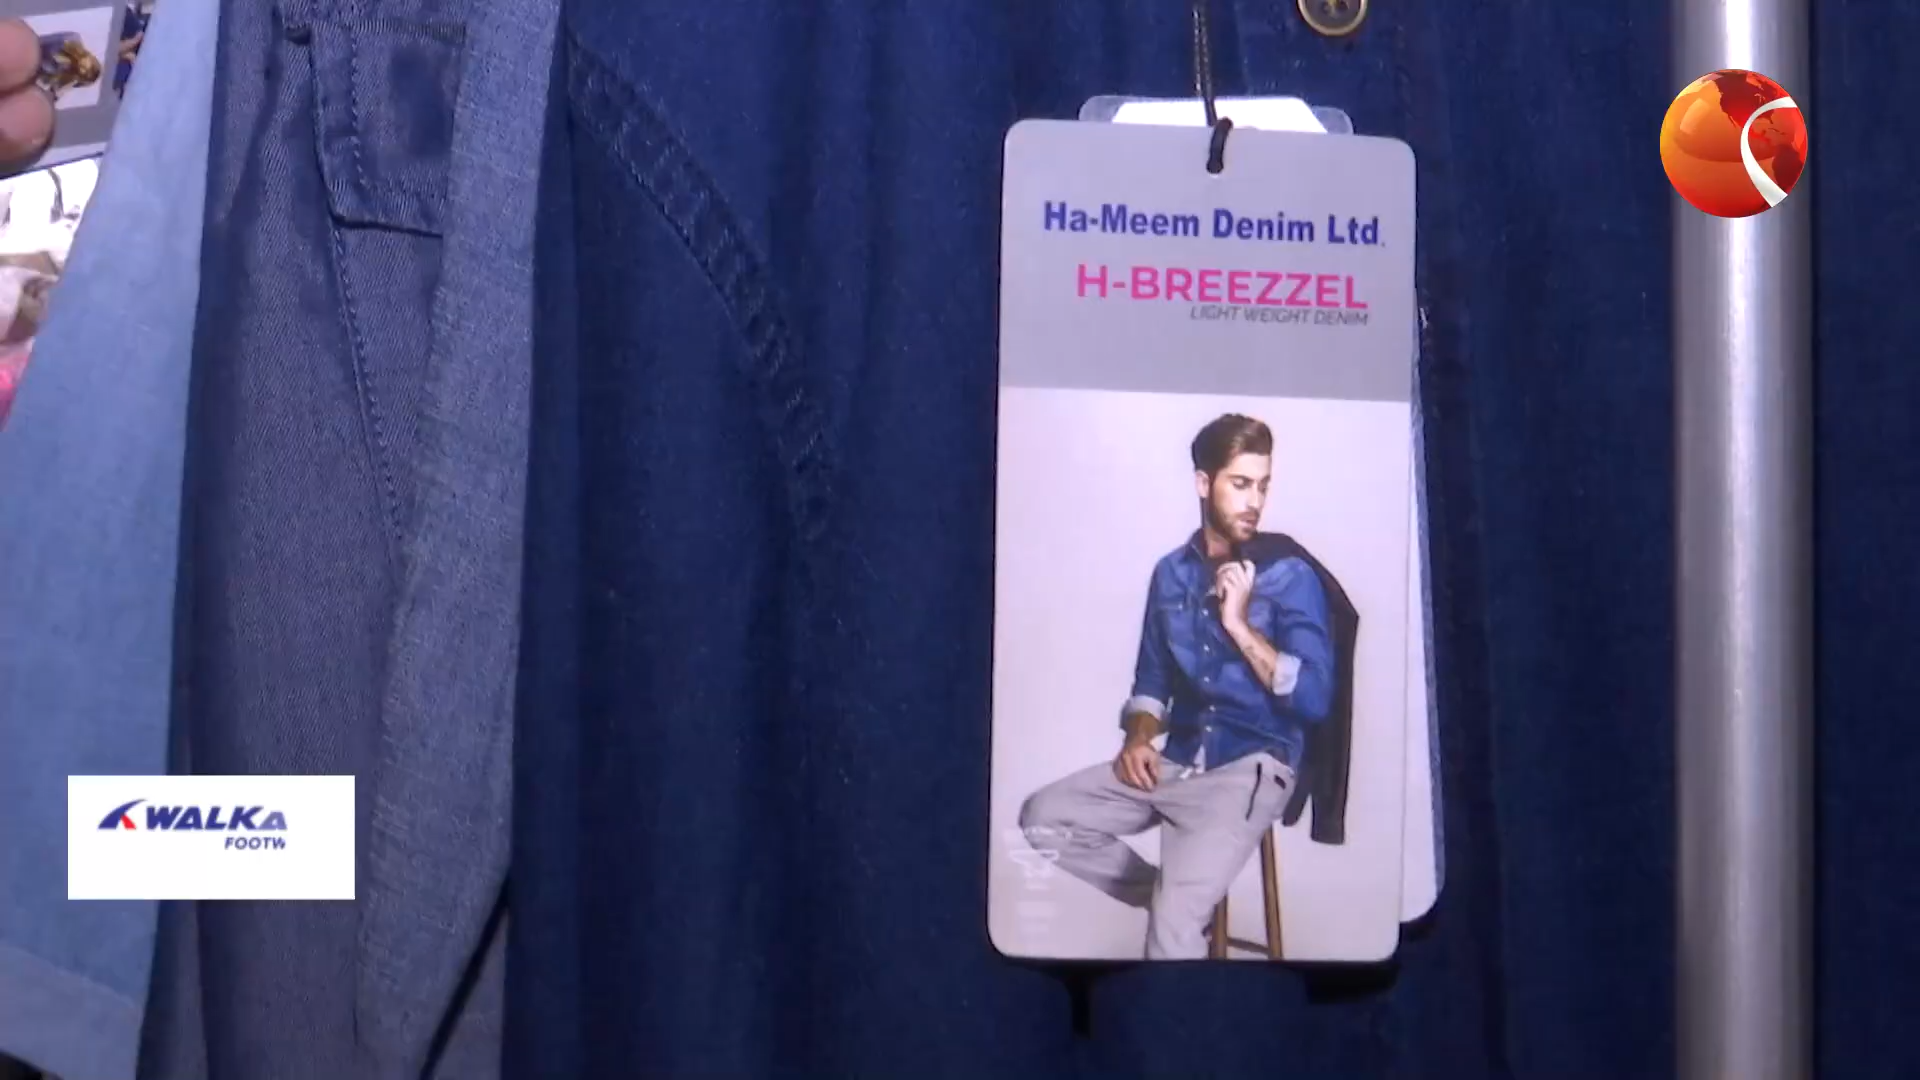 Ha-Meem Denim Ltd.
H-BREEZZEL
LIGHT WEIGHT DENIM
WALKA
FOOTW